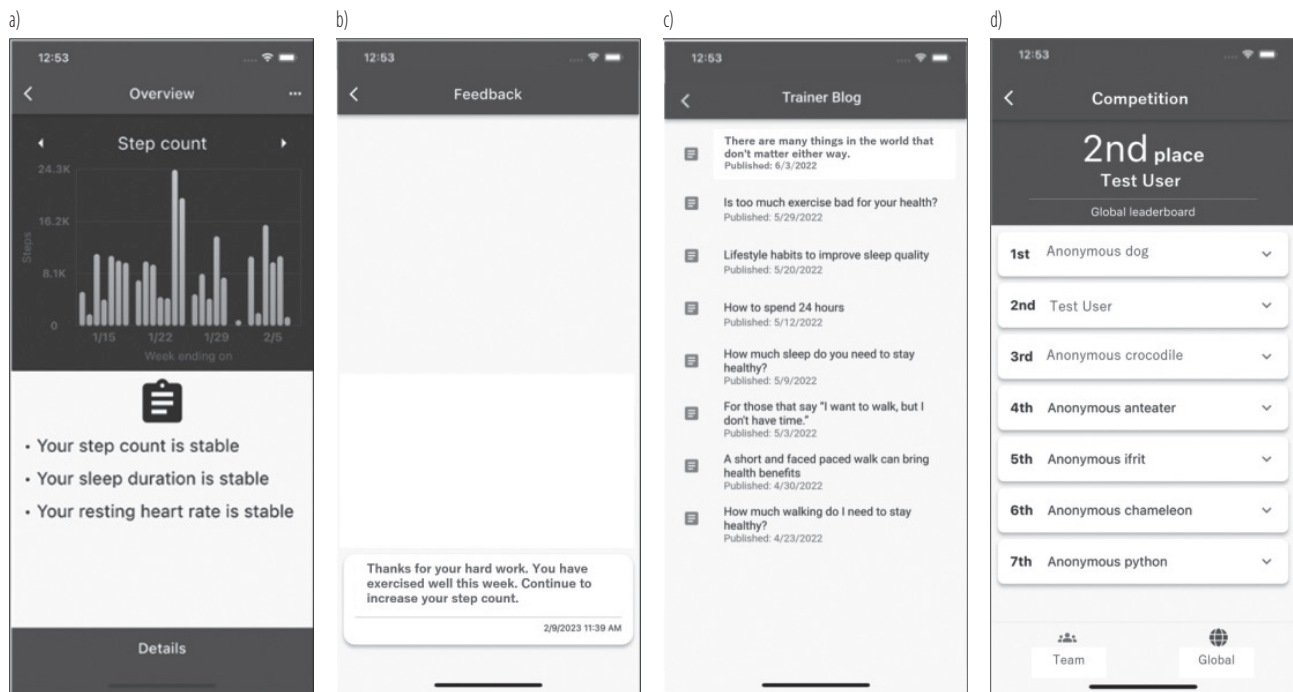 a)
12:53
Overview
Step count
24.3K
16.2K
8.1K
0
Steps
1/15 1/22 1/29 2/5
Week ending on
• Your step count is stable
• Your sleep duration is stable
• Your resting heart rate is stable
Details
b)
12:53
Feedback
Thanks for your hard work. You have
exercised well this week. Continue to
increase your step count.
2/9/2023 11:39 AM
c)
12:53
Trainer Blog
There are many things in the world that
don't matter either way.
Published: 6/3/2022
Is too much exercise bad for your health?
Published: 5/29/2022
Lifestyle habits to improve sleep quality
Published: 5/20/2022
How to spend 24 hours
Published: 5/12/2022
How much sleep do you need to stay
healthy?
Published: 5/9/2022
For those that say "I want to walk, but I
don't have time."
Published: 5/3/2022
A short and faced paced walk can bring
health benefits
Published: 4/30/2022
How much walking do I need to stay
healthy?
Published: 4/23/2022
d)
12:53
Competition
2nd place
Test User
Global leaderboard
1st Anonymous dog
2nd Test User
3rd Anonymous crocodile
4th Anonymous anteater
5th Anonymous ifrit
6th Anonymous chameleon
7th Anonymous python
Team Global